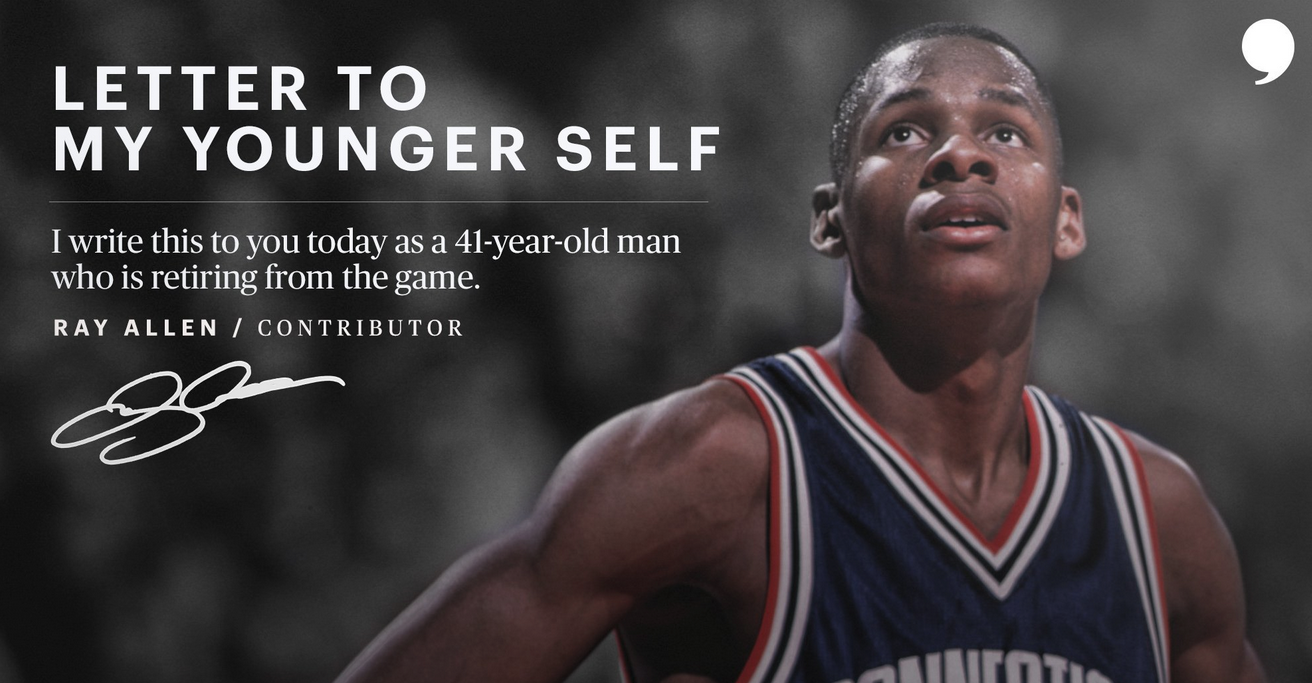 LETTER TO
MY YOUNGER SELF
I write this to you today as a 41-year-old man
who is retiring from the game.
RAY ALLEN / CONTRIBUTOR